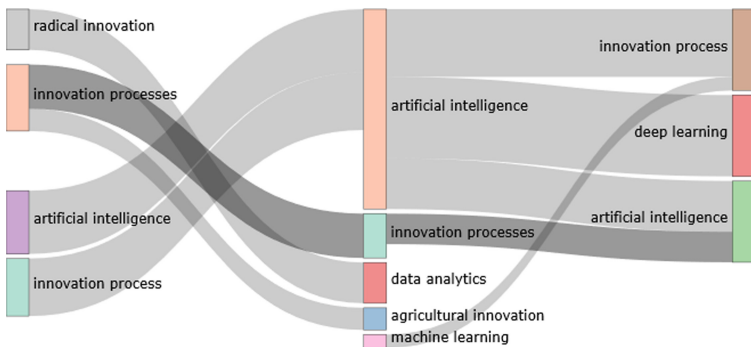 radical innovation
innovation processes
artificial intelligence
innovation process
artificial intelligence
innovation processes
data analytics
agricultural innovation
machine learning
innovation process
deep learning
artificial intelligence